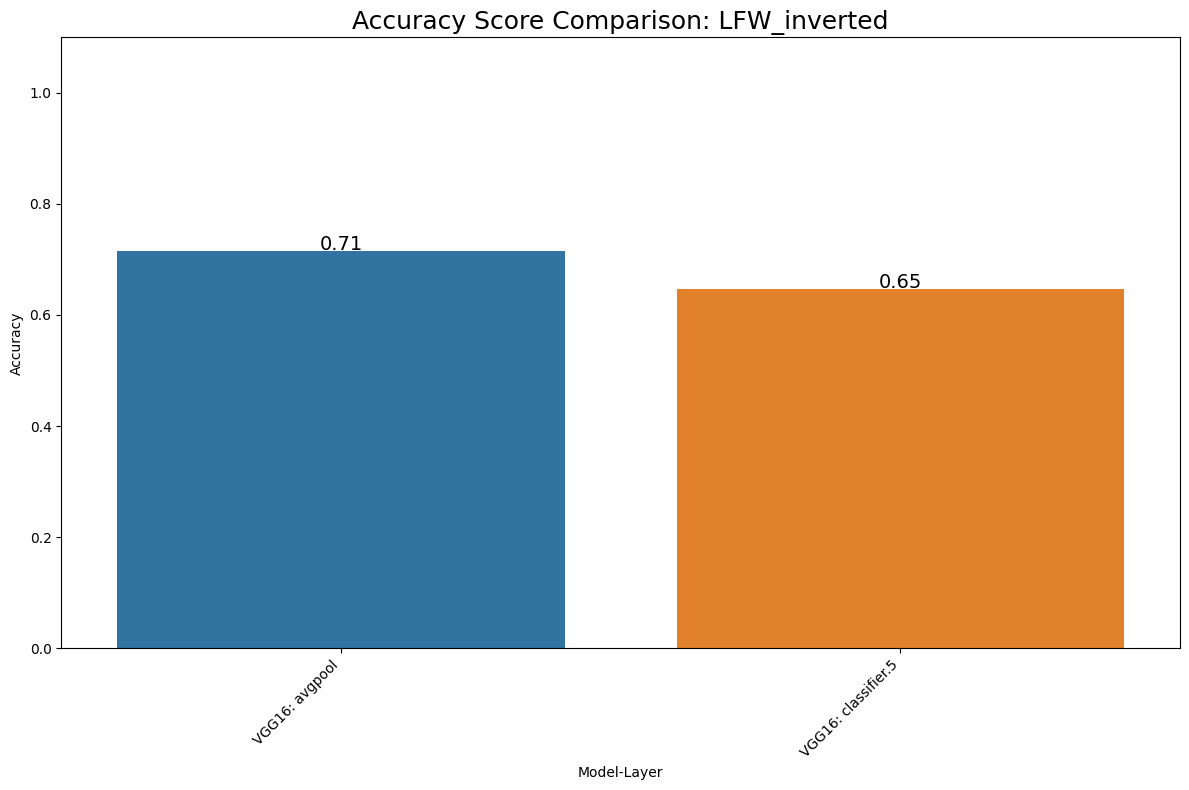 Accuracy Score Comparison: LFW_inverted
1.0
0.8
0.6
0.4
0.2
0.0
Accuracy
0.71
0.65
VGG16: avgpool
VGG16: classifier.5
Model-Layer